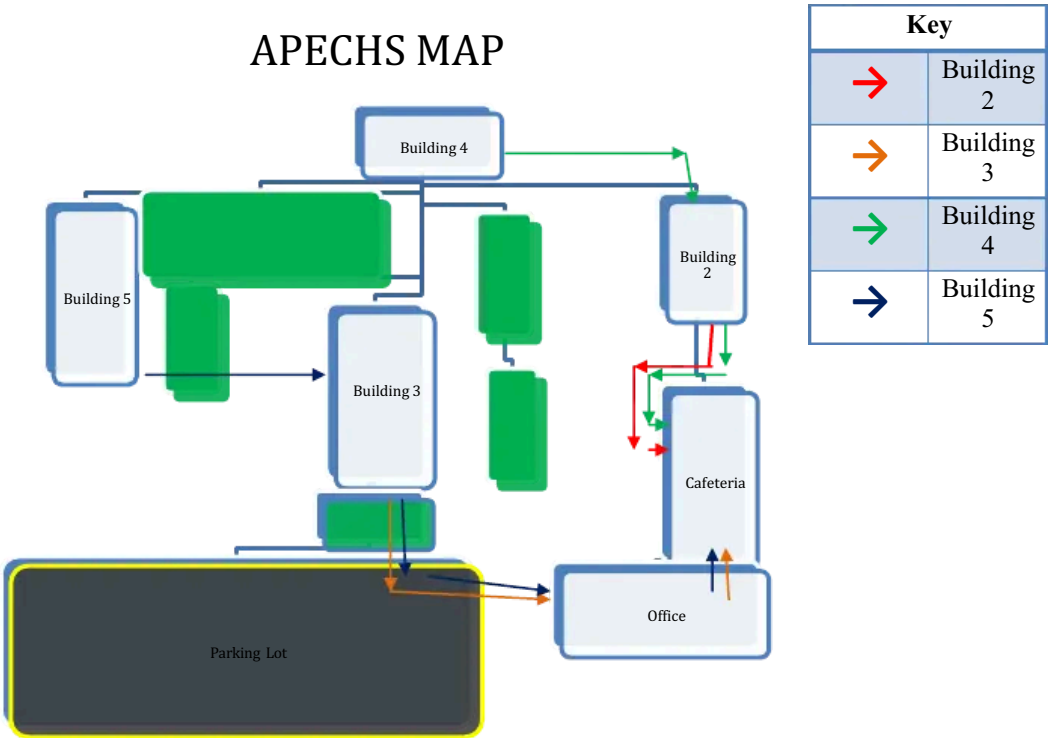 APECHS MAP
Key
Building
2
Building
3
Building
4
Building
5
Building 4
Building 5
Building
2
Building 3
Cafeteria
Office
Parking Lot